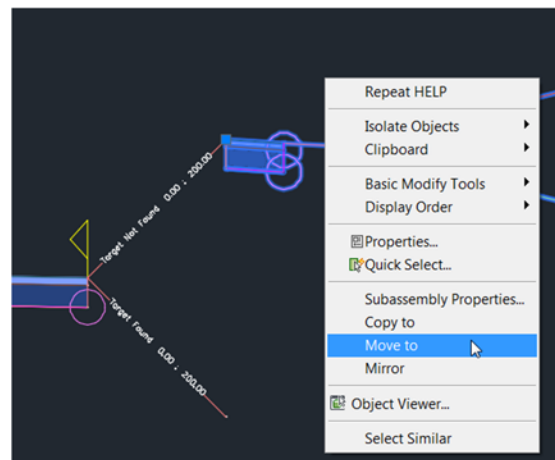 Repeat HELP
Isolate Objects
Clipboard
Basic Modify Tools
Display Order
Properties...
Quick Select...
Subassembly Properties...
Copy to
Move to
Mirror
Object Viewer...
Select Similar
Target Not Found 0.00 : 200.00
Target Found 0.00 : 200.00